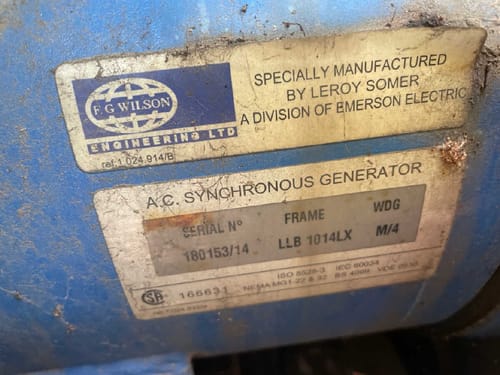 F.G WILSON
ENGINEERING LTD
ref.1.024.914/B
SPECIALLY MANUFACTURED
BY LEROY SOMER
A DIVISION OF EMERSON ELECTRIC
A.C. SYNCHRONOUS GENERATOR
SERIAL Nº FRAME WDG
180153/14 LLB 1014LX M/4
ISO 8528-3 IEC 60034
166631 NEMA MG1-22 & 32 BS 4999 VDE 0530